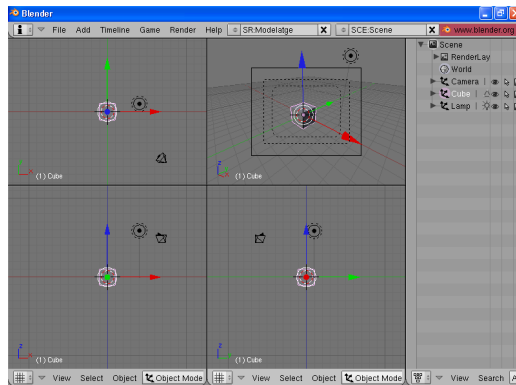 Blender
File Add Timeline Game Render Help SR:Modelatge SCE:Scene www.blender.org
Scene
RenderLay
World
Camera
Cube
Lamp
z x (1) Cube
z (1) Cube
z x (1) Cube
z (1) Cube
View Select Object Object Mode View Select Object Object Mode View Search